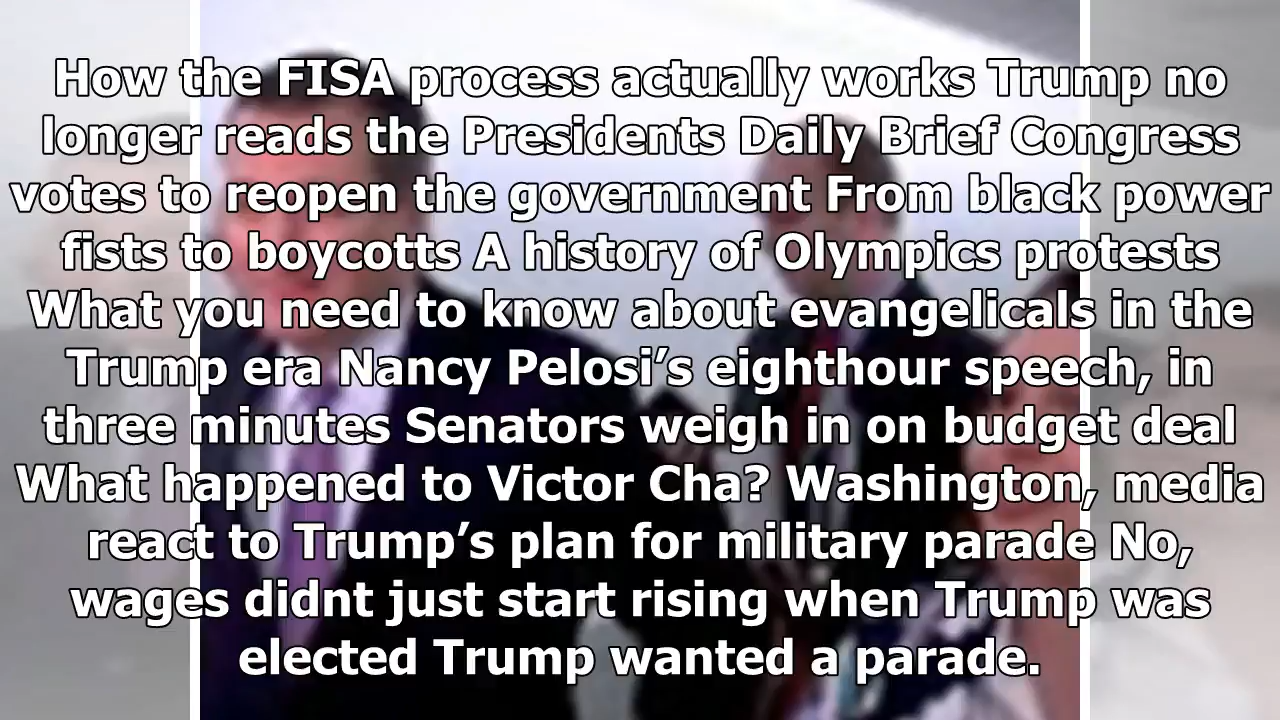 How the FISA process actually works Trump no
longer reads the Presidents Daily Brief Congress
votes to reopen the government From black power
fists to boycotts A history of Olympics protests
What you need to know about evangelicals in the
Trump era Nancy Pelosi’s eighthour speech, in
three minutes Senators weigh in on budget deal
What happened to Victor Cha? Washington, media
react to Trump’s plan for military parade No,
wages didnt just start rising when Trump was
elected Trump wanted a parade.